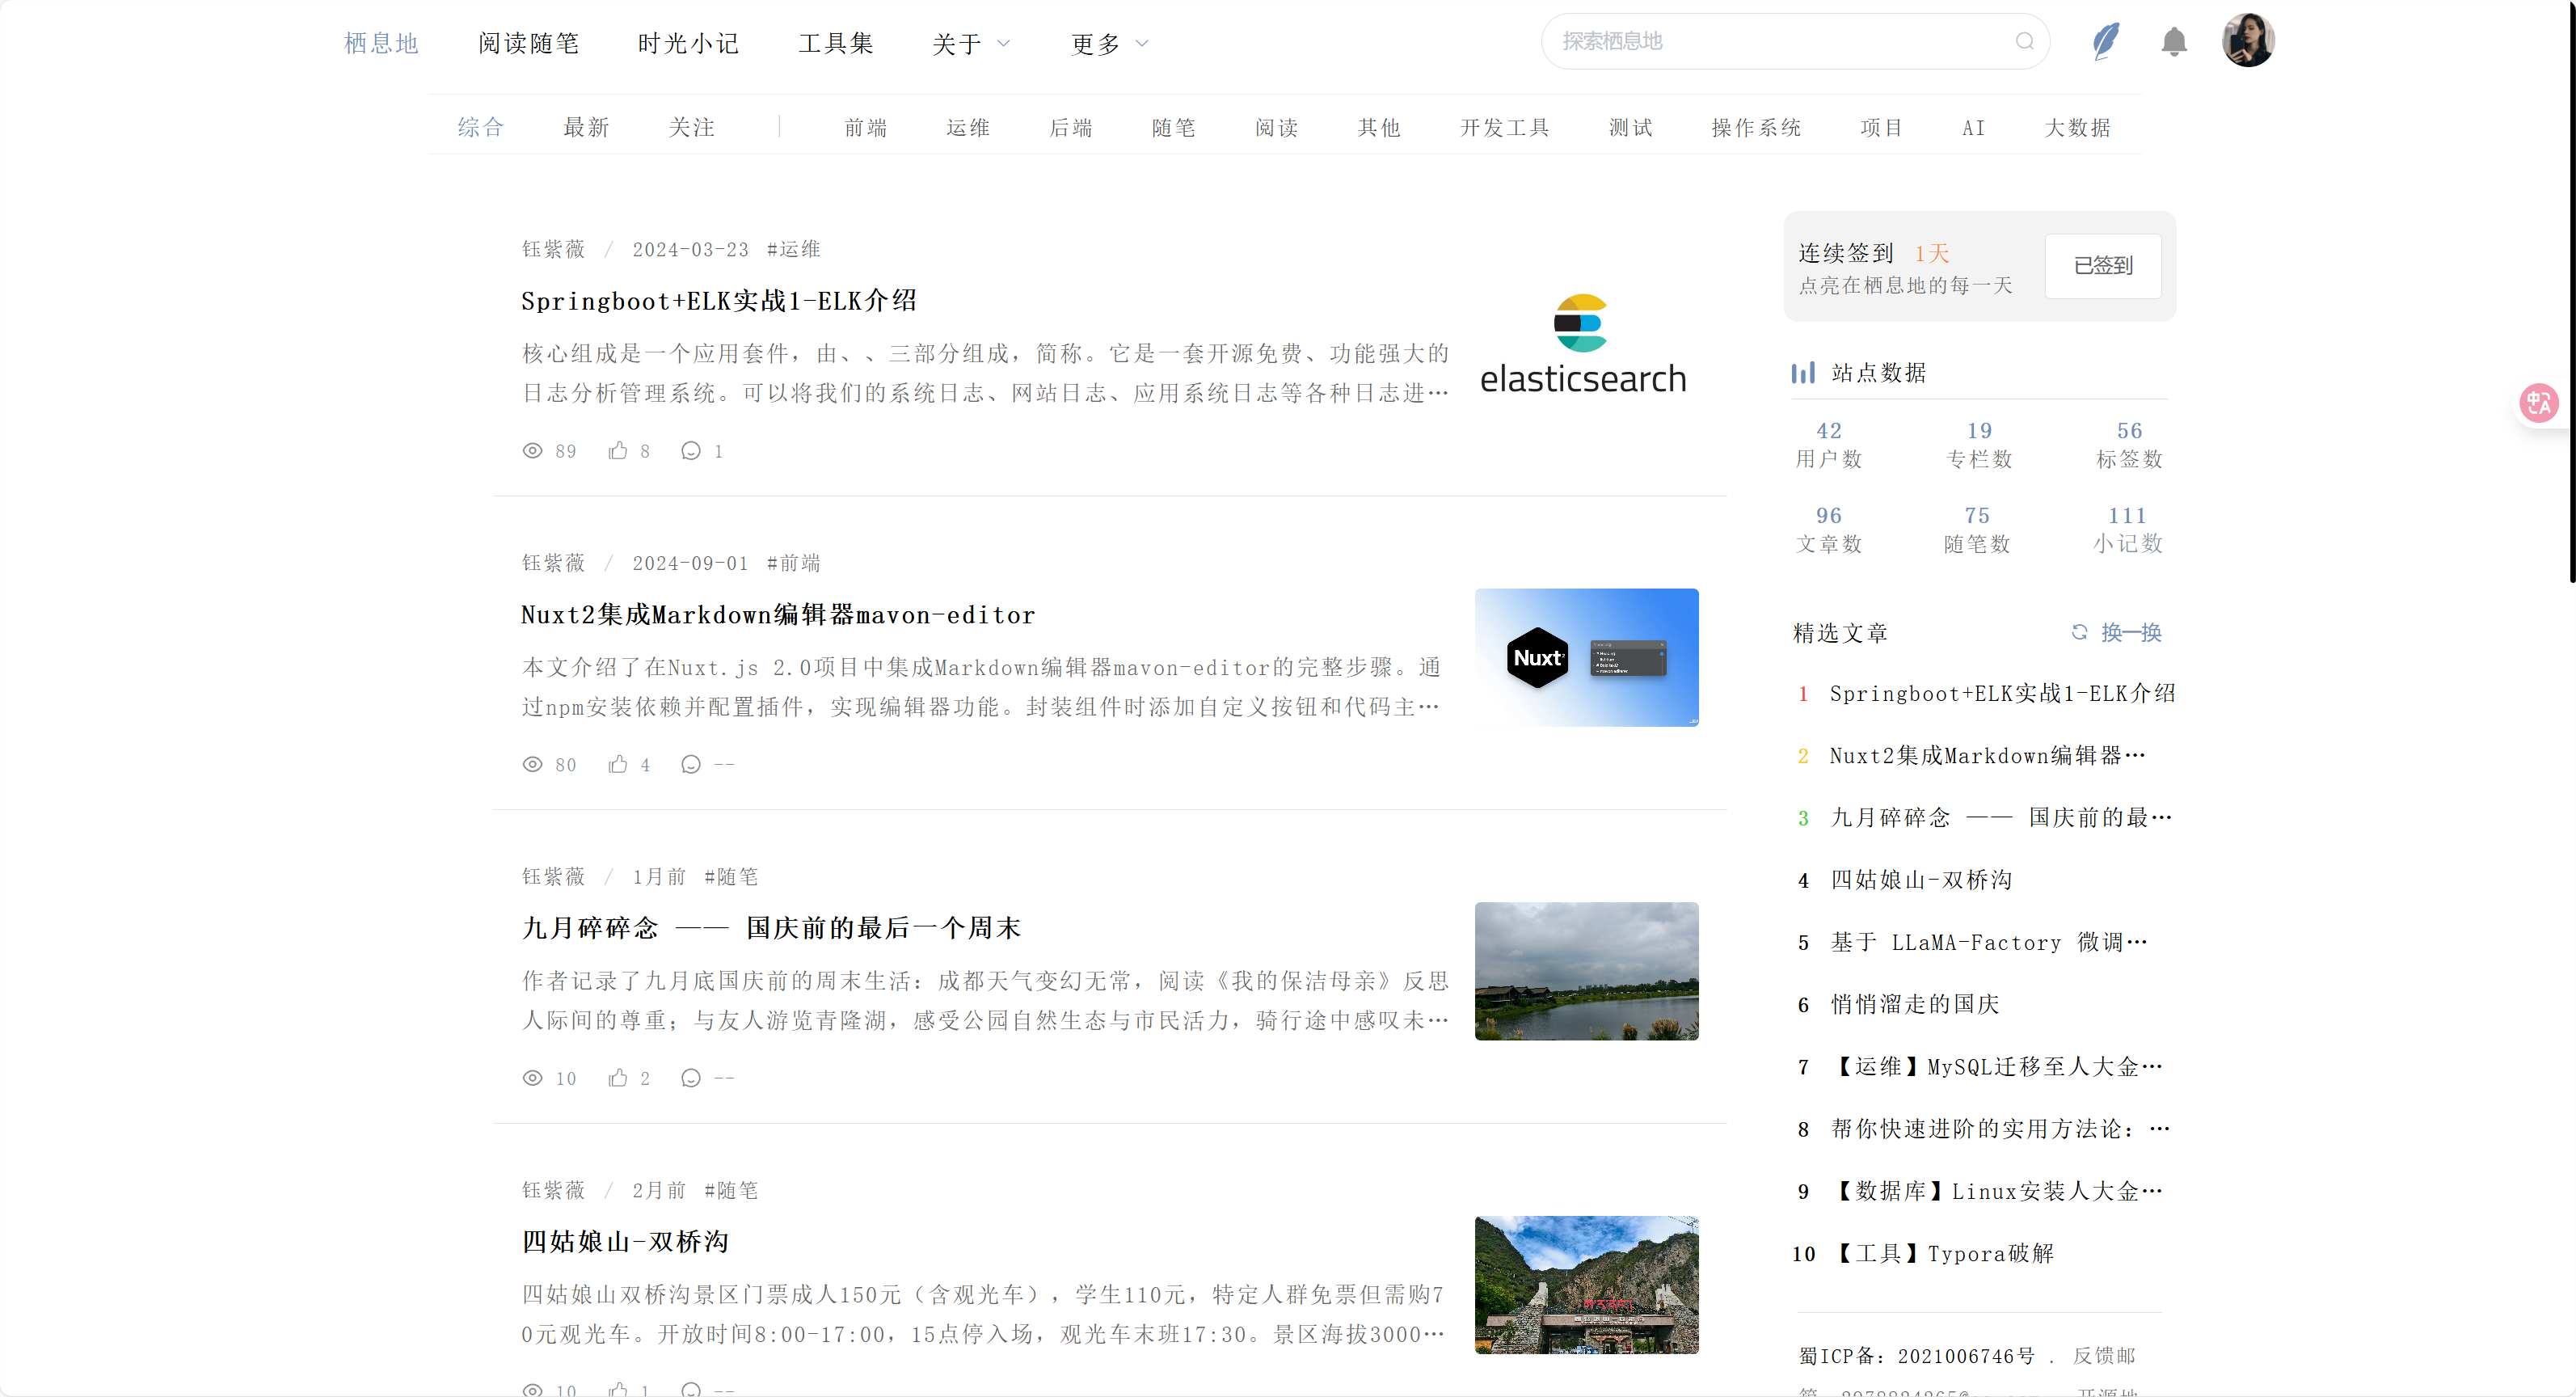 栖息地 阅读随笔 时光小记 工具集 关于 更多 探索栖息地
综合 最新 关注 前端 运维 后端 随笔 阅读 其他 开发工具 测试 操作系统 项目 AI 大数据
钰紫薇 / 2024-03-23 #运维
Springboot+ELK实战1-ELK介绍
核心组成是一个应用套件，由、、三部分组成，简称。它是一套开源免费、功能强大的
日志分析管理系统。可以将我们的系统日志、网站日志、应用系统日志等各种日志进…
elasticsearch
89 8 1
钰紫薇 / 2024-09-01 #前端
Nuxt2集成Markdown编辑器mavon-editor
本文介绍了在Nuxt.js 2.0项目中集成Markdown编辑器mavon-editor的完整步骤。通
过npm安装依赖并配置插件，实现编辑器功能。封装组件时添加自定义按钮和代码主…
Nuxt
80 4 --
钰紫薇 / 1月前 #随笔
九月碎碎念 —— 国庆前的最后一个周末
作者记录了九月底国庆前的周末生活：成都天气变幻无常，阅读《我的保洁母亲》反思
人际间的尊重；与友人游览青隆湖，感受公园自然生态与市民活力，骑行途中感叹未…
10 2 --
钰紫薇 / 2月前 #随笔
四姑娘山-双桥沟
四姑娘山双桥沟景区门票成人150元（含观光车），学生110元，特定人群免票但需购7
0元观光车。开放时间8:00-17:00，15点停入场，观光车末班17:30。景区海拔3000…
10 1 --
连续签到 1天
点亮在栖息地的每一天
已签到
站点数据
42 19 56
用户数 专栏数 标签数
96 75 111
文章数 随笔数 小记数
精选文章 换一换
1 Springboot+ELK实战1-ELK介绍
2 Nuxt2集成Markdown编辑器…
3 九月碎碎念 —— 国庆前的最…
4 四姑娘山-双桥沟
5 基于 LLaMA-Factory 微调…
6 悄悄溜走的国庆
7 【运维】MySQL迁移至人大金…
8 帮你快速进阶的实用方法论：…
9 【数据库】Linux安装人大金…
10 【工具】Typora破解
蜀ICP备：2021006746号 . 反馈邮